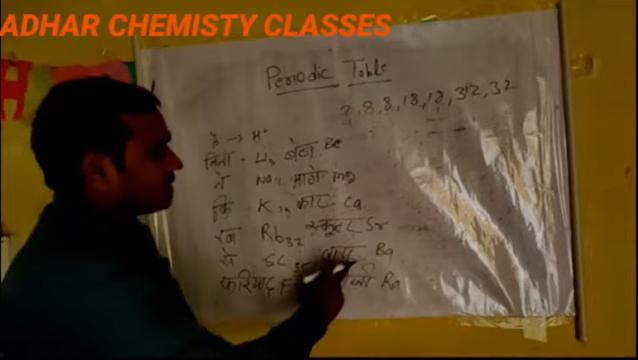 ADHAR CHEMISTY CLASSES
Periodic Table
2, 8, 8, 18, 18, 32, 32
है → H
Li बेटा Be
ने Na मांगे Mg
कि K कार Ca
रब Rb स्कूटर Sr
से Ba
फरियाद Ra